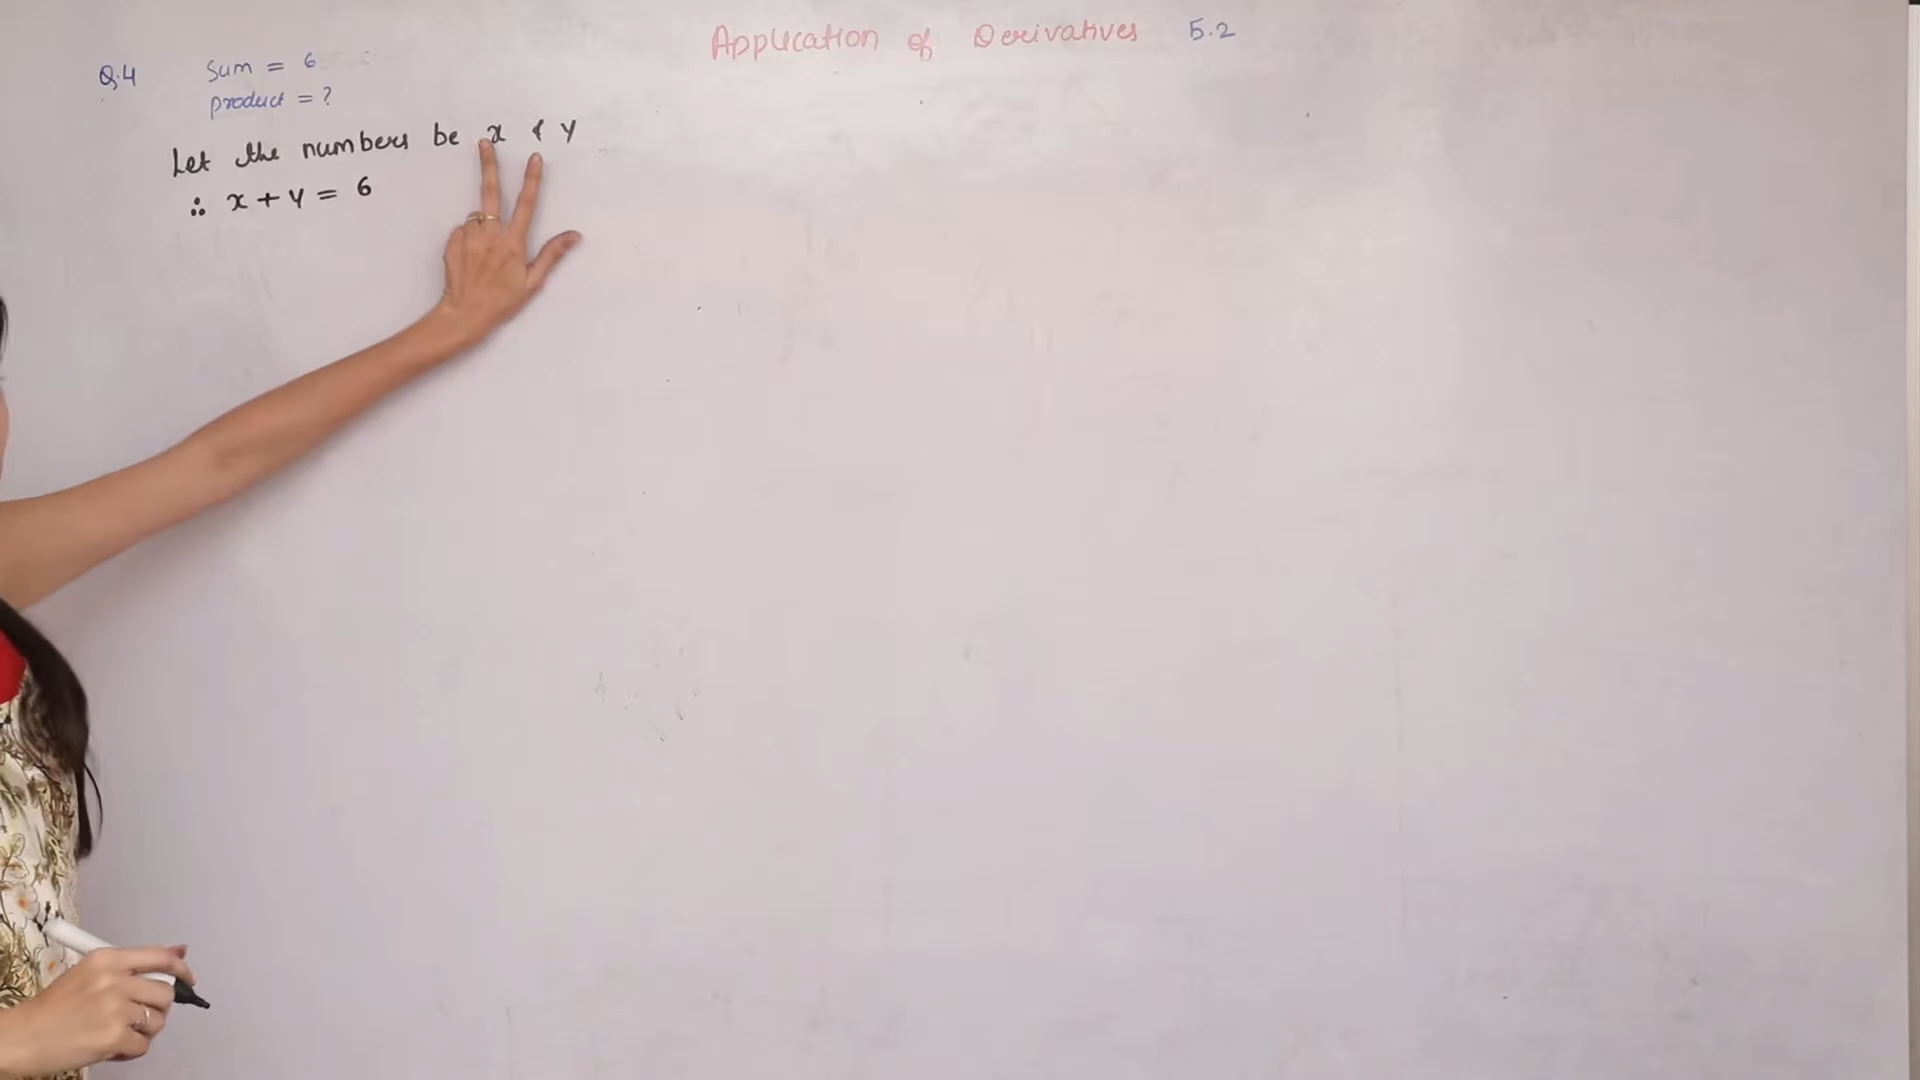 Application of Derivatives 5.2
Q.4 Sum = 6
product = ?
Let the numbers be x & y
∴ x + y = 6